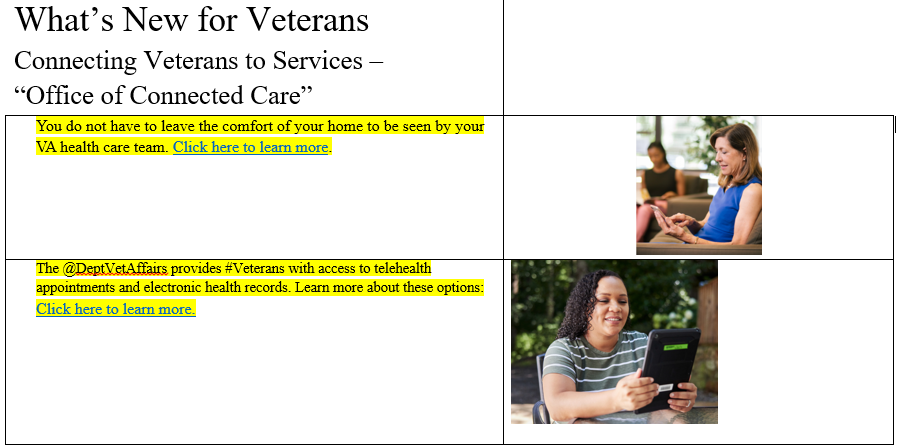 What’s New for Veterans
Connecting Veterans to Services –
“Office of Connected Care”
You do not have to leave the comfort of your home to be seen by your
VA health care team. Click here to learn more.
The @DeptVetAffairs provides #Veterans with access to telehealth
appointments and electronic health records. Learn more about these options:
Click here to learn more.